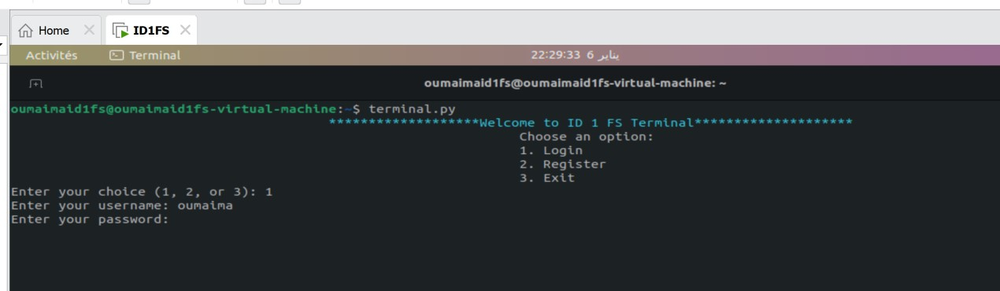 Home
ID1FS
Activités
Terminal
22:29:33 6 يناير
oumaimaid1fs@oumaimaid1fs-virtual-machine: ~
oumaimaid1fs@oumaimaid1fs-virtual-machine:~$ terminal.py
*******************Welcome to ID 1 FS Terminal********************
Choose an option:
1. Login
2. Register
3. Exit
Enter your choice (1, 2, or 3): 1
Enter your username: oumaima
Enter your password: